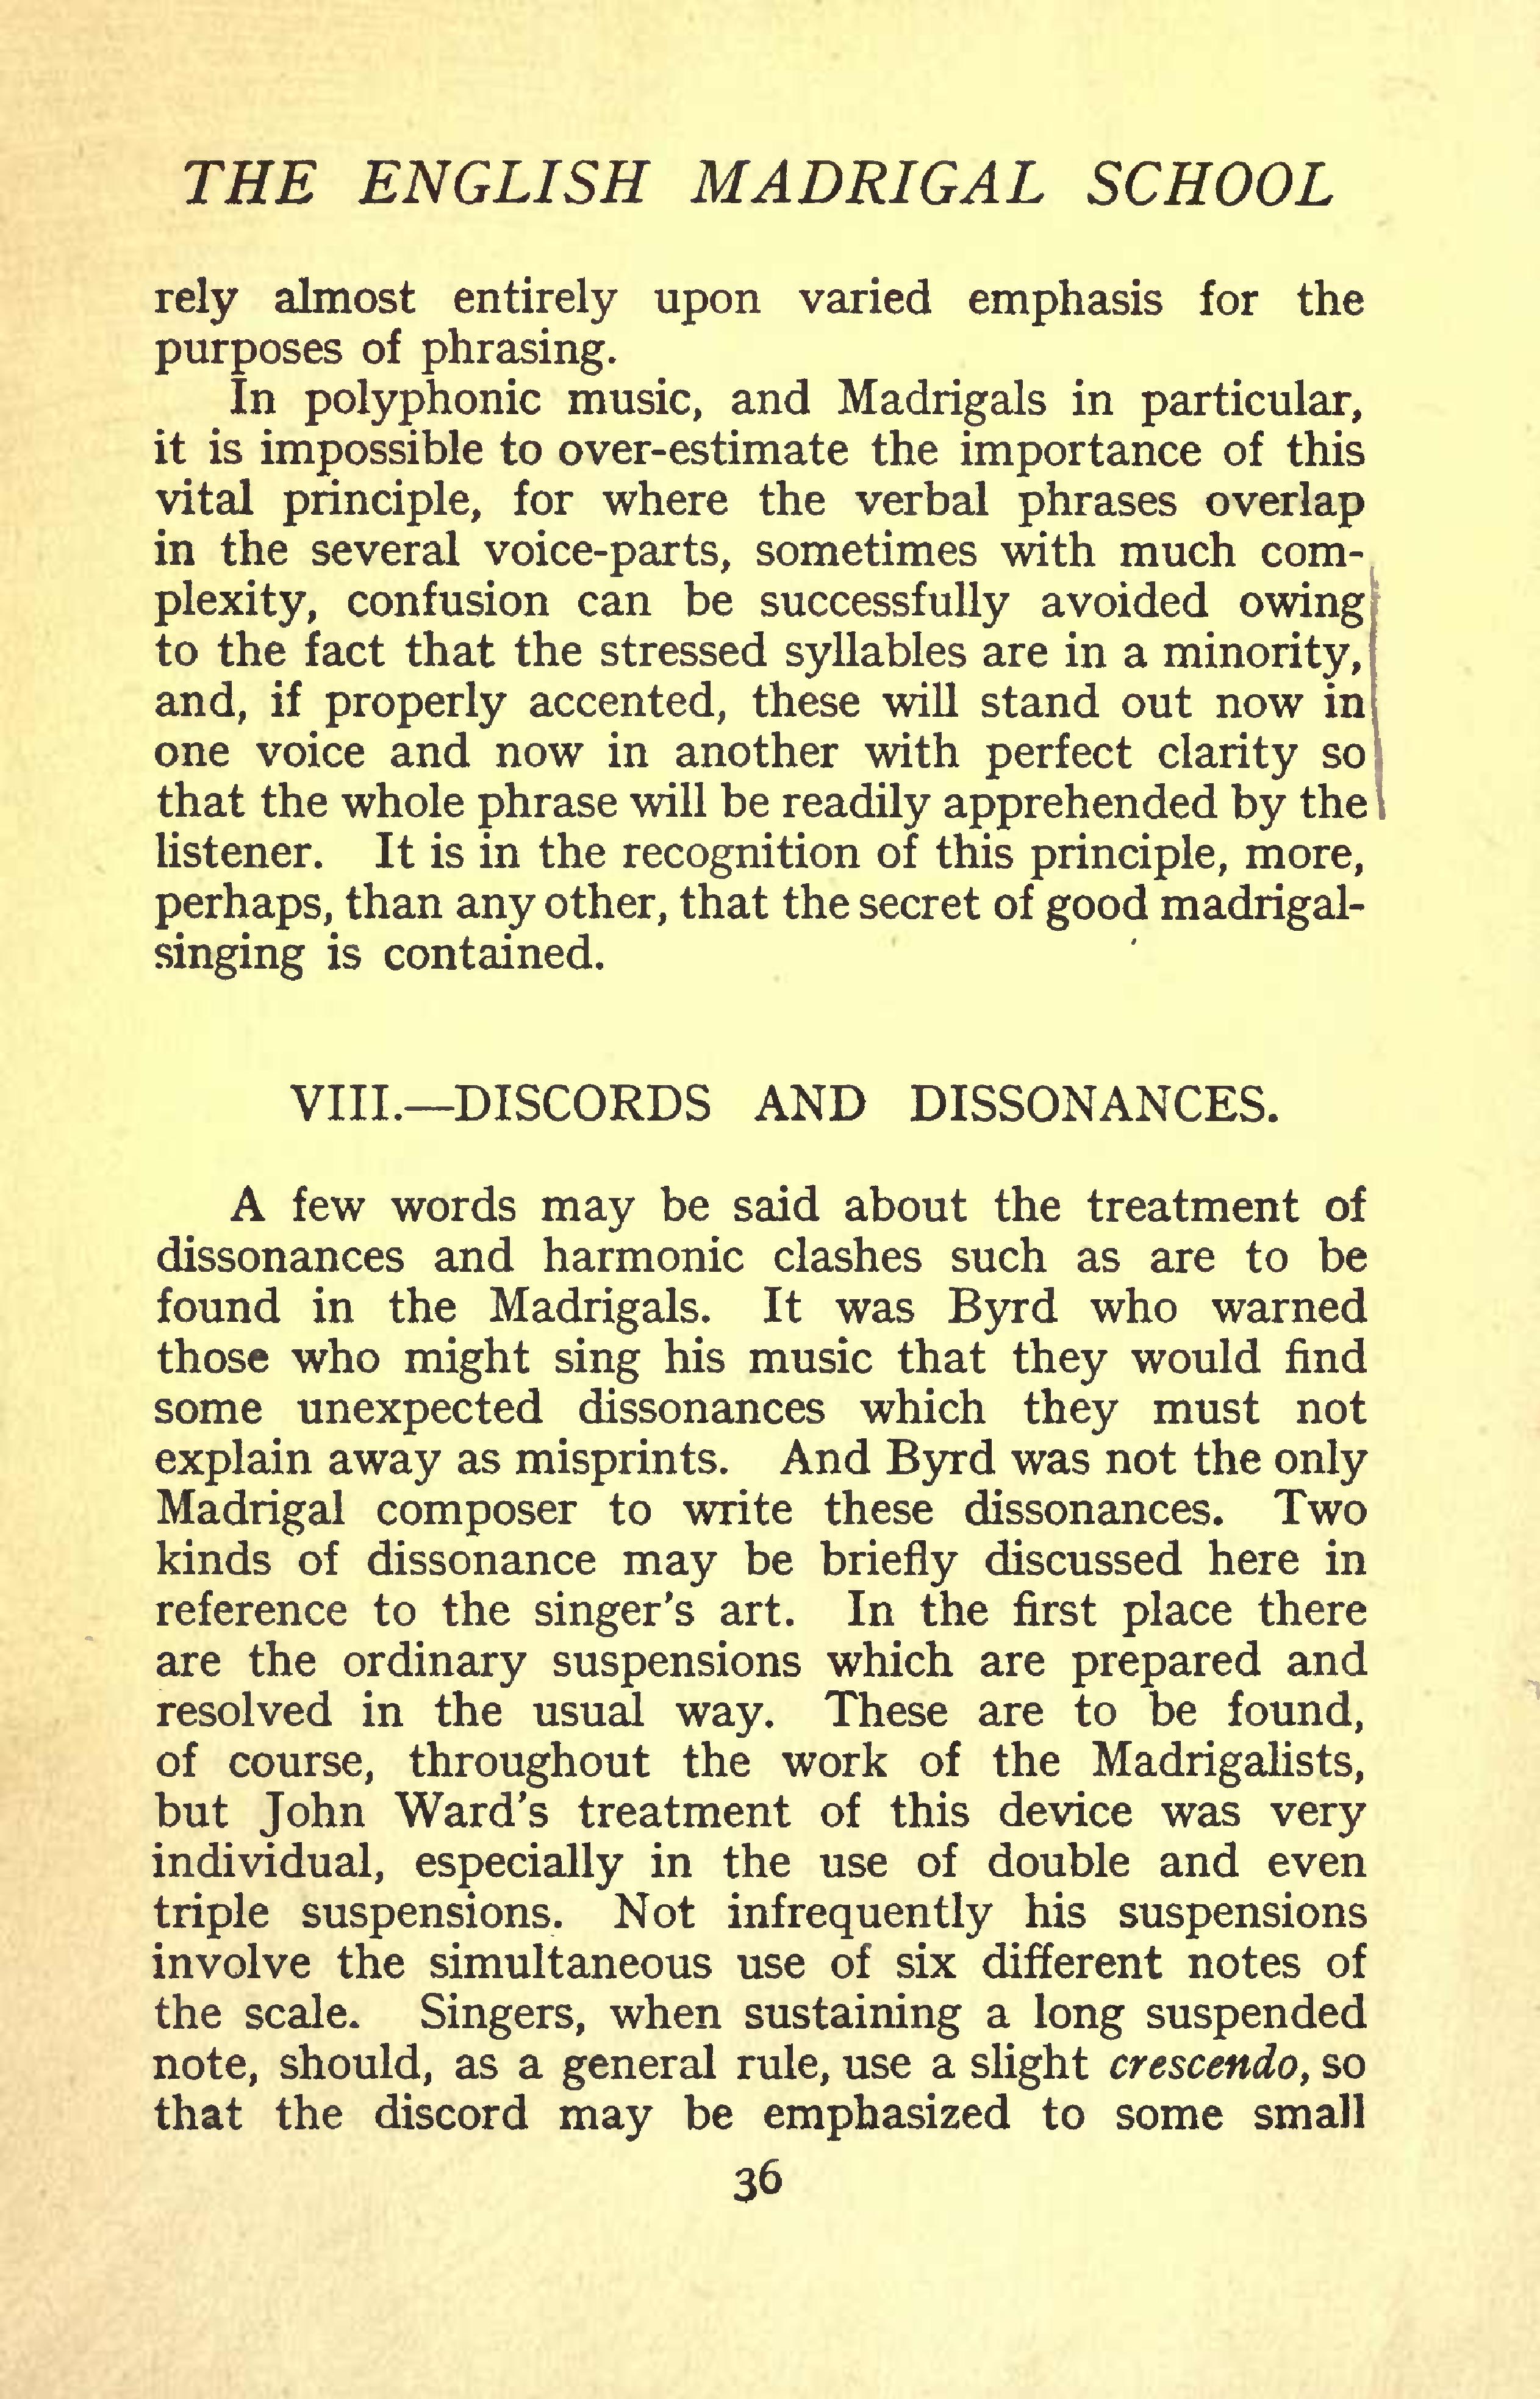 THE ENGLISH MADRIGAL SCHOOL
rely almost entirely upon varied emphasis for the
purposes of phrasing.
In polyphonic music, and Madrigals in particular,
it is impossible to over-estimate the importance of this
vital principle, for where the verbal phrases overlap
in the several voice-parts, sometimes with much com-
plexity, confusion can be successfully avoided owing
to the fact that the stressed syllables are in a minority,
and, if properly accented, these will stand out now in
one voice and now in another with perfect clarity so
that the whole phrase will be readily apprehended by the
listener. It is in the recognition of this principle, more,
perhaps, than any other, that the secret of good madrigal-
singing is contained.
VIII.—DISCORDS AND DISSONANCES.
A few words may be said about the treatment of
dissonances and harmonic clashes such as are to be
found in the Madrigals. It was Byrd who warned
those who might sing his music that they would find
some unexpected dissonances which they must not
explain away as misprints. And Byrd was not the only
Madrigal composer to write these dissonances. Two
kinds of dissonance may be briefly discussed here in
reference to the singer's art. In the first place there
are the ordinary suspensions which are prepared and
resolved in the usual way. These are to be found,
of course, throughout the work of the Madrigalists,
but John Ward's treatment of this device was very
individual, especially in the use of double and even
triple suspensions. Not infrequently his suspensions
involve the simultaneous use of six different notes of
the scale. Singers, when sustaining a long suspended
note, should, as a general rule, use a slight crescendo, so
that the discord may be emphasized to some small
36